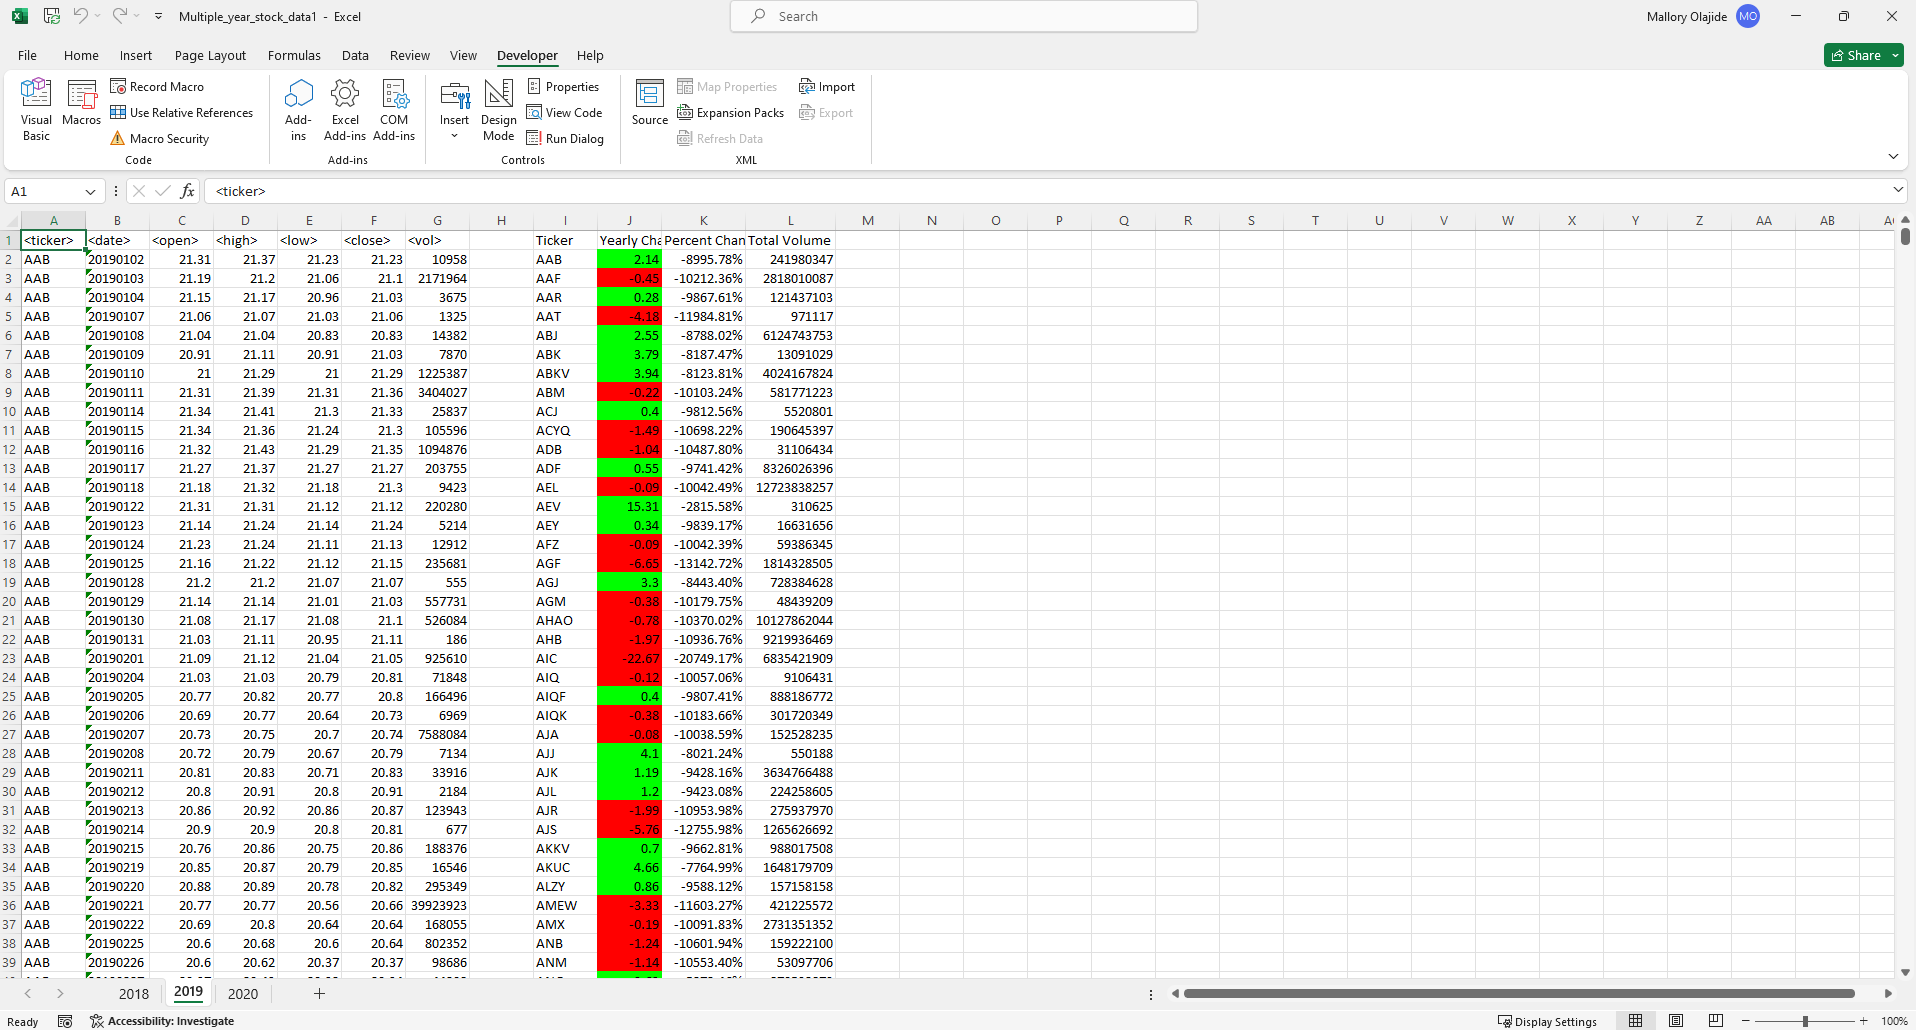 Multiple_year_stock_data1 - Excel
Search
Mallory Olajide MO
File Home Insert Page Layout Formulas Data Review View Developer Help
Share
Visual Basic
Macros
Record Macro
Use Relative References
Macro Security
Code
Add-ins
Excel Add-ins
COM Add-ins
Add-ins
Insert
Design Mode
Properties
View Code
Run Dialog
Controls
Source
Map Properties
Expansion Packs
Refresh Data
Import
Export
XML
A1 fx <ticker>
A B C D E F G H I J K L M N O P Q R S T U V W X Y Z AA AB
1 <ticker> <date> <open> <high> <low> <close> <vol> Ticker Yearly Cha Percent Chan Total Volume
2 AAB 20190102 21.31 21.37 21.23 21.23 10958 AAB 2.14 -8995.78% 241980347
3 AAB 20190103 21.19 21.2 21.06 21.1 2171964 AAF -0.45 -10212.36% 2818010087
4 AAB 20190104 21.15 21.17 20.96 21.03 3675 AAR 0.28 -9867.61% 121437103
5 AAB 20190107 21.06 21.07 21.03 21.06 1325 AAT -4.18 -11984.81% 971117
6 AAB 20190108 21.04 21.04 20.83 20.83 14382 ABJ 2.55 -8788.02% 6124743753
7 AAB 20190109 20.91 21.11 20.91 21.03 7870 ABK 3.79 -8187.47% 13091029
8 AAB 20190110 21 21.29 21 21.29 1225387 ABKV 3.94 -8123.81% 4024167824
9 AAB 20190111 21.31 21.39 21.31 21.36 3404027 ABM -0.22 -10103.24% 581771223
10 AAB 20190114 21.34 21.41 21.3 21.33 25837 ACJ 0.4 -9812.56% 5520801
11 AAB 20190115 21.34 21.36 21.24 21.3 105596 ACYQ -1.49 -10698.22% 190645397
12 AAB 20190116 21.32 21.43 21.29 21.35 1094876 ADB -1.04 -10487.80% 31106434
13 AAB 20190117 21.27 21.37 21.27 21.27 203755 ADF 0.55 -9741.42% 8326026396
14 AAB 20190118 21.18 21.32 21.18 21.3 9423 AEL -0.09 -10042.49% 12723838257
15 AAB 20190122 21.31 21.31 21.12 21.12 220280 AEV 15.31 -2815.58% 310625
16 AAB 20190123 21.14 21.24 21.14 21.24 5214 AEY 0.34 -9839.17% 16631656
17 AAB 20190124 21.23 21.24 21.11 21.13 12912 AFZ -0.09 -10042.39% 59386345
18 AAB 20190125 21.16 21.22 21.12 21.15 235681 AGF -6.65 -13142.72% 1814328505
19 AAB 20190128 21.2 21.2 21.07 21.07 555 AGJ 3.3 -8443.40% 728384628
20 AAB 20190129 21.14 21.14 21.01 21.03 557731 AGM -0.38 -10179.75% 48439209
21 AAB 20190130 21.08 21.17 21.08 21.1 526084 AHAO -0.78 -10370.02% 10127862044
22 AAB 20190131 21.03 21.11 20.95 21.11 186 AHB -1.97 -10936.76% 9219936469
23 AAB 20190201 21.09 21.12 21.04 21.05 925610 AIC -22.67 -20749.17% 6835421909
24 AAB 20190204 21.03 21.03 20.79 20.81 71848 AIQ -0.12 -10057.06% 9106431
25 AAB 20190205 20.77 20.82 20.77 20.8 166496 AIQF 0.4 -9807.41% 888186772
26 AAB 20190206 20.69 20.77 20.64 20.73 6969 AIQK -0.38 -10183.66% 301720349
27 AAB 20190207 20.73 20.75 20.7 20.74 7588084 AJA -0.08 -10038.59% 152528235
28 AAB 20190208 20.72 20.79 20.67 20.79 7134 AJJ 4.1 -8021.24% 550188
29 AAB 20190211 20.81 20.83 20.71 20.83 33916 AJK 1.19 -9428.16% 3634766488
30 AAB 20190212 20.8 20.91 20.8 20.91 2184 AJL 1.2 -9423.08% 224258605
31 AAB 20190213 20.86 20.92 20.86 20.87 123943 AJR -1.99 -10953.98% 275937970
32 AAB 20190214 20.9 20.9 20.8 20.81 677 AJS -5.76 -12755.98% 1265626692
33 AAB 20190215 20.76 20.86 20.75 20.86 188376 AKKV 0.7 -9662.81% 988017508
34 AAB 20190219 20.85 20.87 20.79 20.85 16546 AKUC 4.66 -7764.99% 1648179709
35 AAB 20190220 20.88 20.89 20.78 20.82 295349 ALZY 0.86 -9588.12% 157158158
36 AAB 20190221 20.77 20.77 20.56 20.66 39923923 AMEW -3.33 -11603.27% 421225572
37 AAB 20190222 20.69 20.8 20.64 20.64 168055 AMX -0.19 -10091.83% 2731351352
38 AAB 20190225 20.6 20.68 20.6 20.64 802352 ANB -1.24 -10601.94% 159222100
39 AAB 20190226 20.6 20.62 20.37 20.37 98686 ANM -1.14 -10553.40% 53097706
2018 2019 2020
Ready Accessibility: Investigate Display Settings 100%